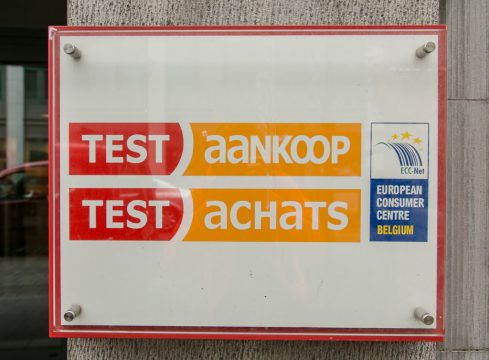 TEST aaNKOOP
TEST acHaTS
ECC-Net
EUROPEAN
CONSUMER
CENTRE
BELGIUM